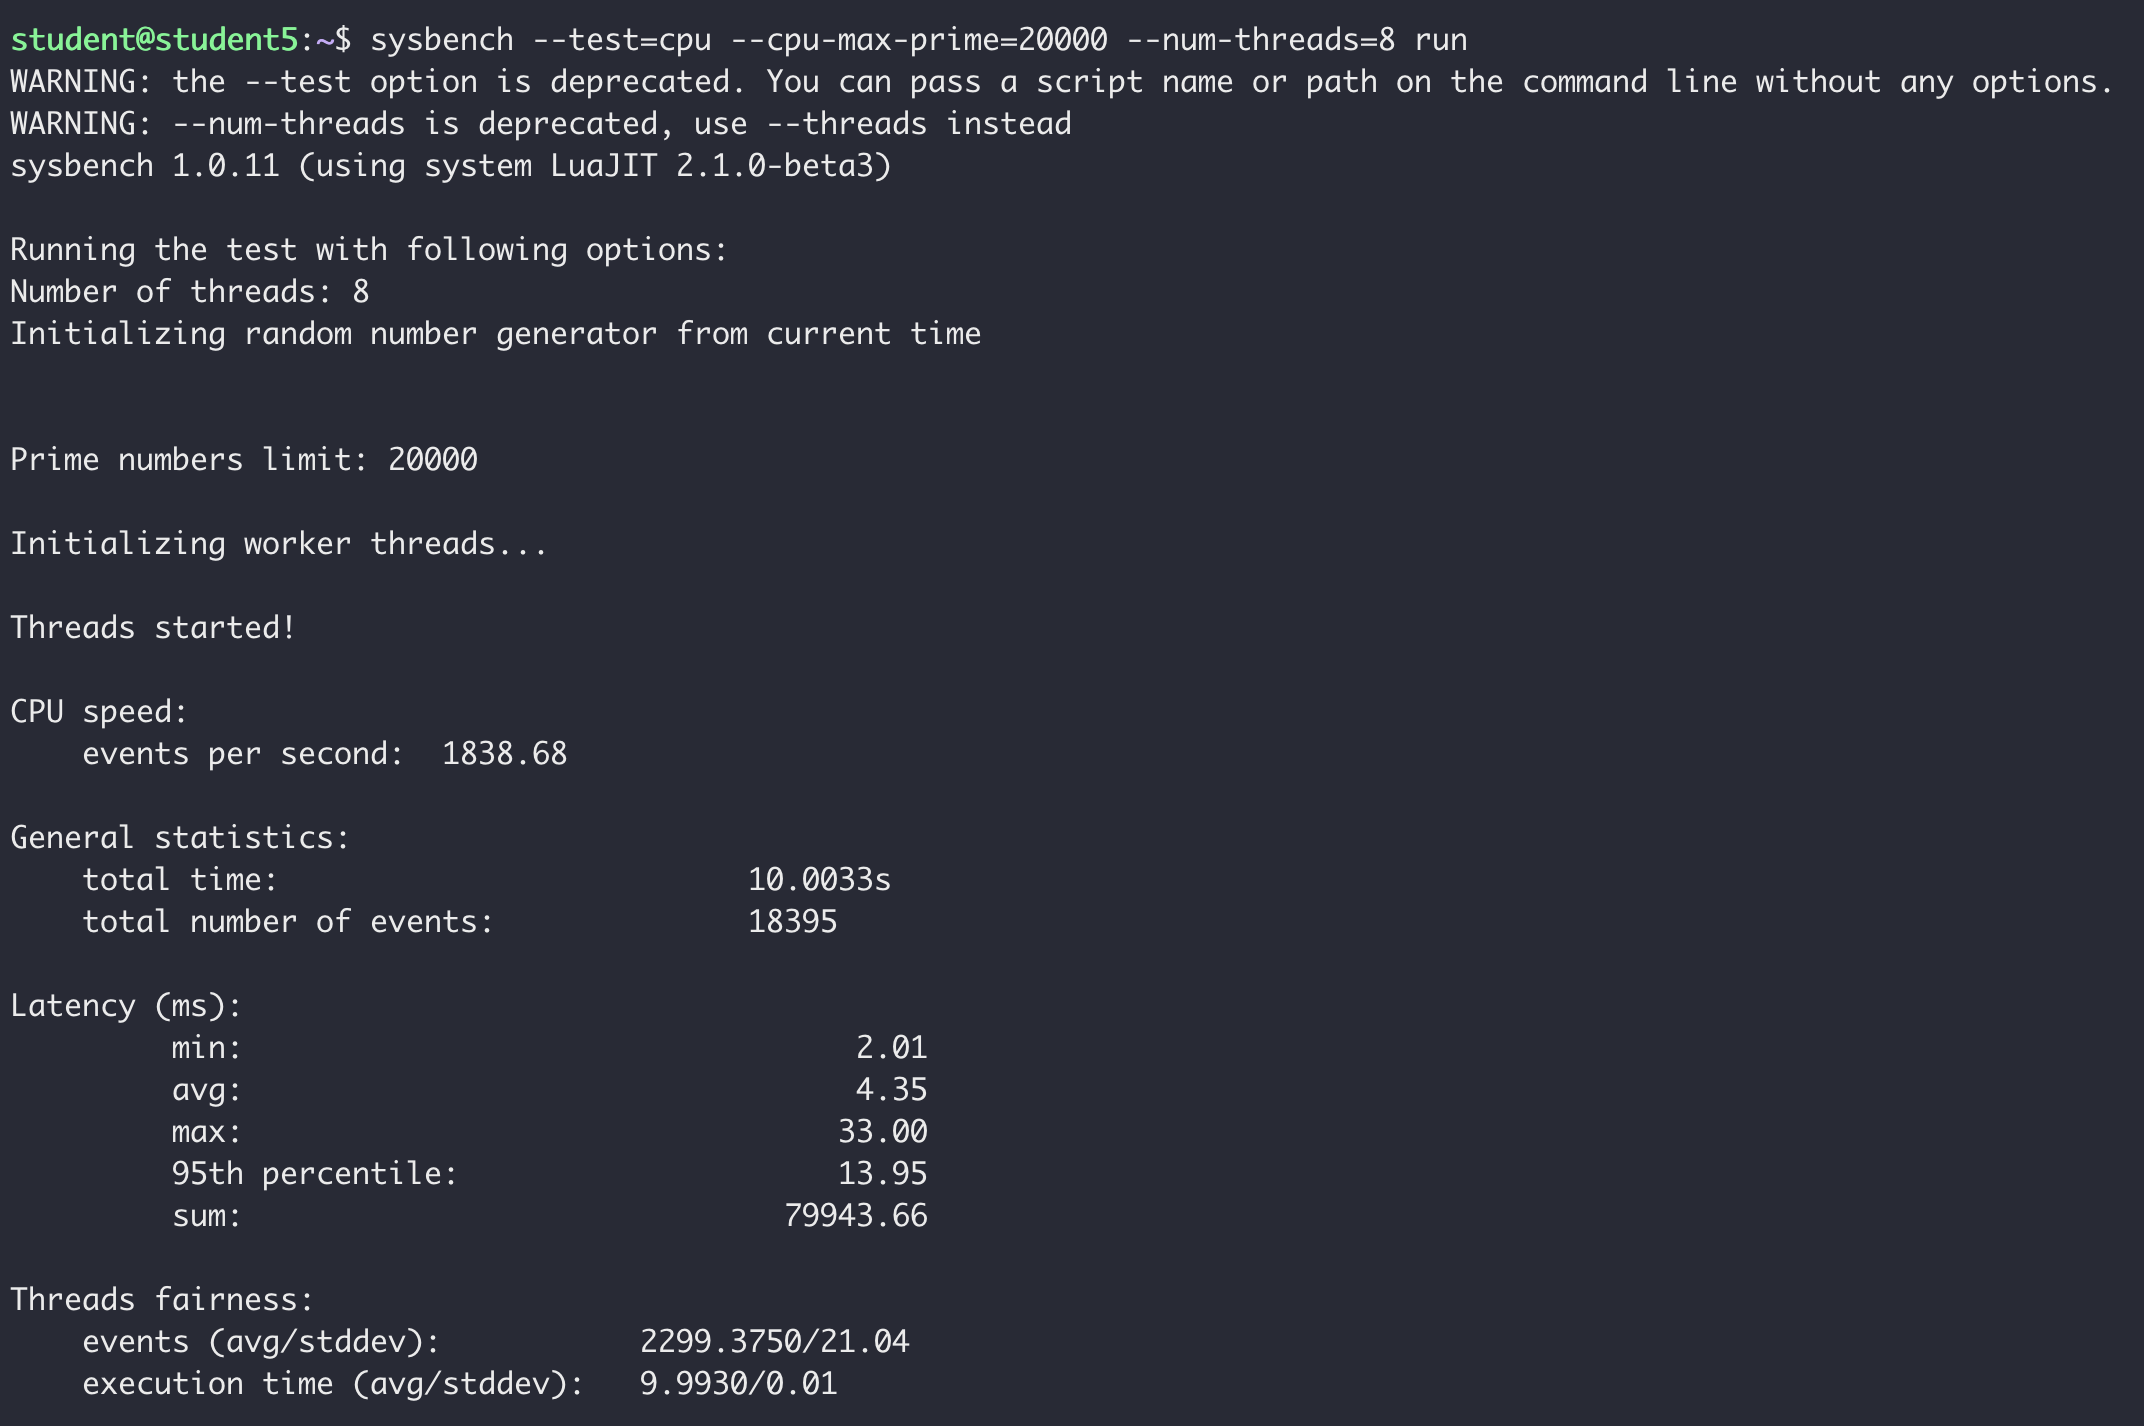 student@student5:~$ sysbench --test=cpu --cpu-max-prime=20000 --num-threads=8 run
WARNING: the --test option is deprecated. You can pass a script name or path on the command line without any options.
WARNING: --num-threads is deprecated, use --threads instead
sysbench 1.0.11 (using system LuaJIT 2.1.0-beta3)
Running the test with following options:
Number of threads: 8
Initializing random number generator from current time
Prime numbers limit: 20000
Initializing worker threads...
Threads started!
CPU speed:
    events per second:  1838.68
General statistics:
    total time:                          10.0033s
    total number of events:              18395
Latency (ms):
         min:                                  2.01
         avg:                                  4.35
         max:                                 33.00
         95th percentile:                     13.95
         sum:                              79943.66
Threads fairness:
    events (avg/stddev):           2299.3750/21.04
    execution time (avg/stddev):   9.9930/0.01